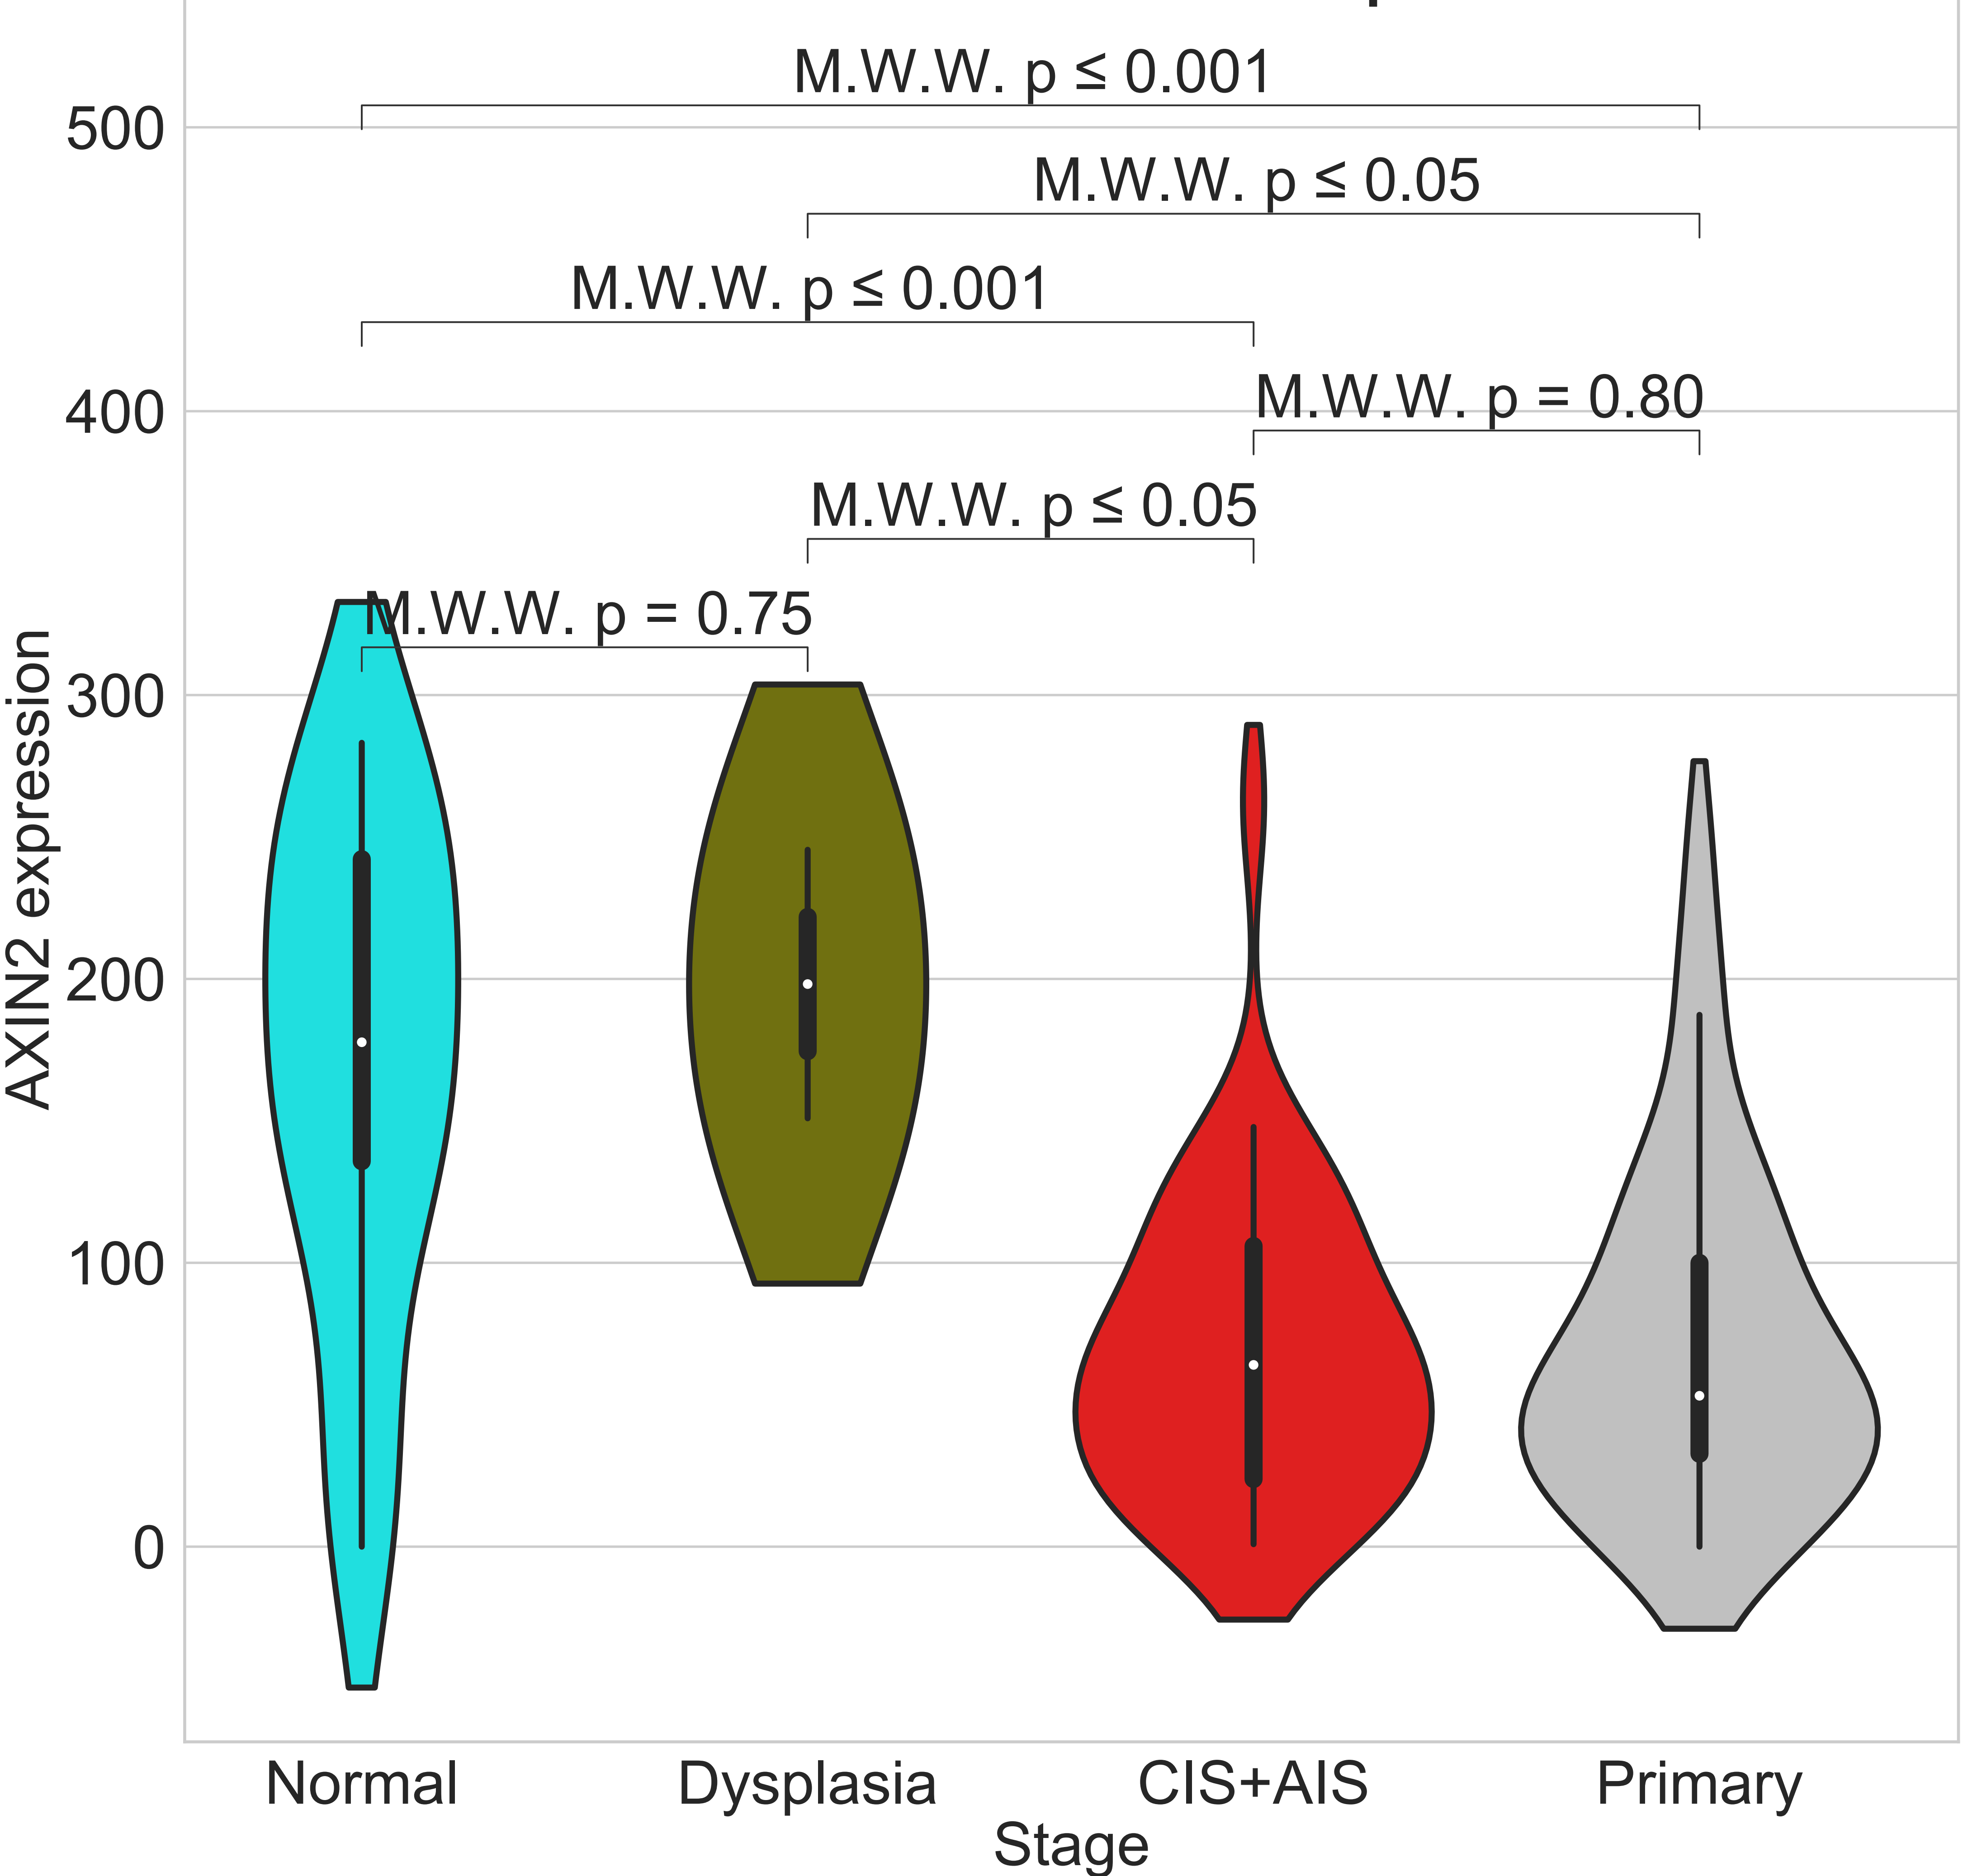 M.W.W. p ≤ 0.001
500
M.W.W. p ≤ 0.05
M.W.W. p ≤ 0.001
M.W.W. p = 0.80
400
M.W.W. p ≤ 0.05
M.W.W. p = 0.75
300
AXIN2 expression
200
100
0
Normal Dysplasia CIS+AIS Primary
Stage